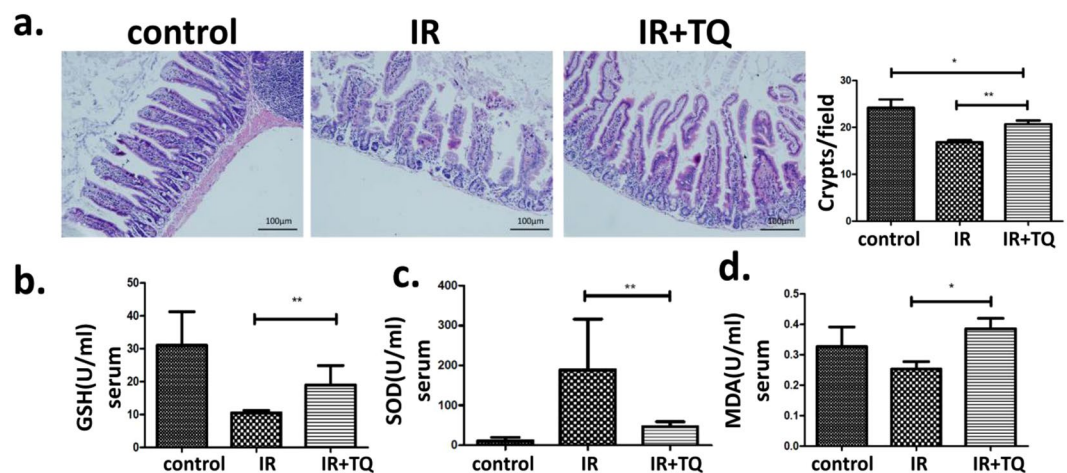 a.
control IR IR+TQ
100μm 100μm 100μm
Crypts/field
30
20
10
0
* **
control IR IR+TQ
b.
GSH(U/ml)
serum
50
40
30
20
10
0
**
control IR IR+TQ
c.
SOD(U/ml)
serum
400
300
200
100
0
**
control IR IR+TQ
d.
MDA(U/ml)
serum
0.5
0.4
0.3
0.2
0.1
0.0
*
control IR IR+TQ